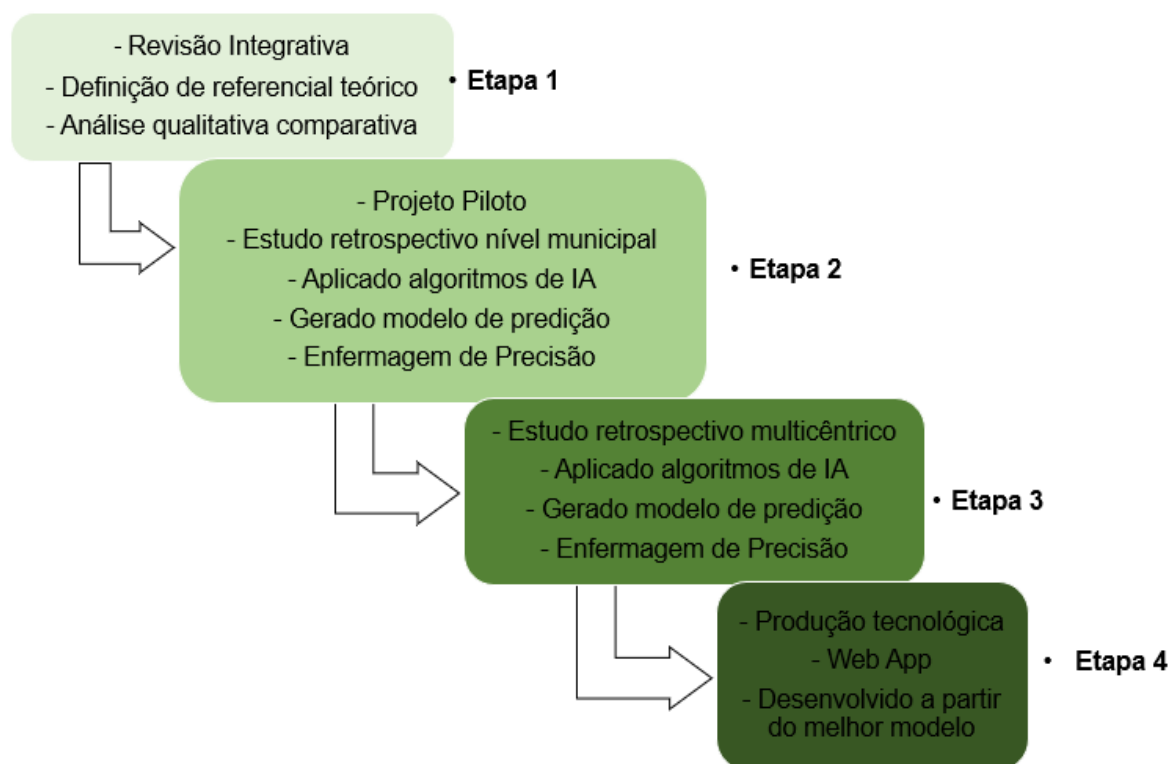 - Revisão Integrativa
- Definição de referencial teórico
- Análise qualitativa comparativa
• Etapa 1
- Projeto Piloto
- Estudo retrospectivo nível municipal
- Aplicado algoritmos de IA
- Gerado modelo de predição
- Enfermagem de Precisão
• Etapa 2
- Estudo retrospectivo multicêntrico
- Aplicado algoritmos de IA
- Gerado modelo de predição
- Enfermagem de Precisão
• Etapa 3
- Produção tecnológica
- Web App
- Desenvolvido a partir
do melhor modelo
• Etapa 4